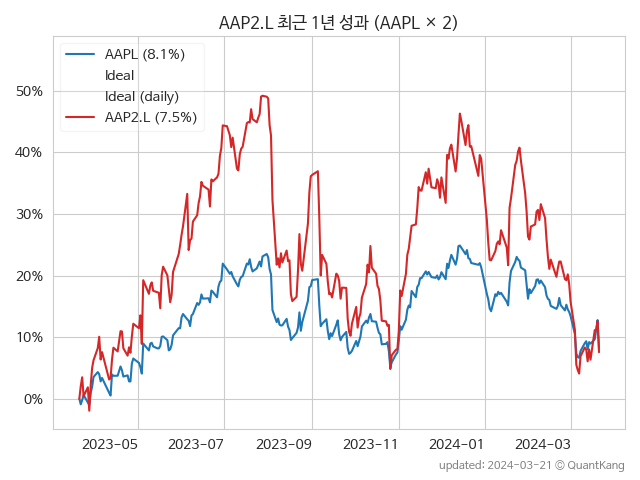 AAP2.L 최근 1년 성과 (AAPL × 2)
AAPL (8.1%)
Ideal
Ideal (daily)
AAP2.L (7.5%)
50%
40%
30%
20%
10%
0%
2023-05 2023-07 2023-09 2023-11 2024-01 2024-03
updated: 2024-03-21 © QuantKang